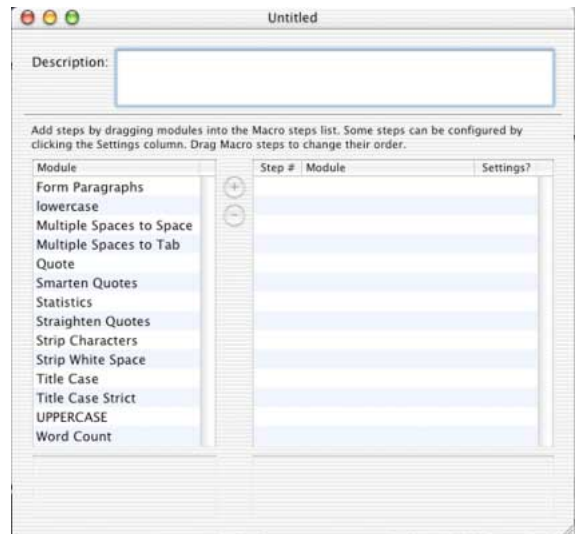 Untitled
Description:
Add steps by dragging modules into the Macro steps list. Some steps can be configured by
clicking the Settings column. Drag Macro steps to change their order.
Module
Step # Module Settings?
Form Paragraphs
lowercase
Multiple Spaces to Space
Multiple Spaces to Tab
Quote
Smarten Quotes
Statistics
Straighten Quotes
Strip Characters
Strip White Space
Title Case
Title Case Strict
UPPERCASE
Word Count